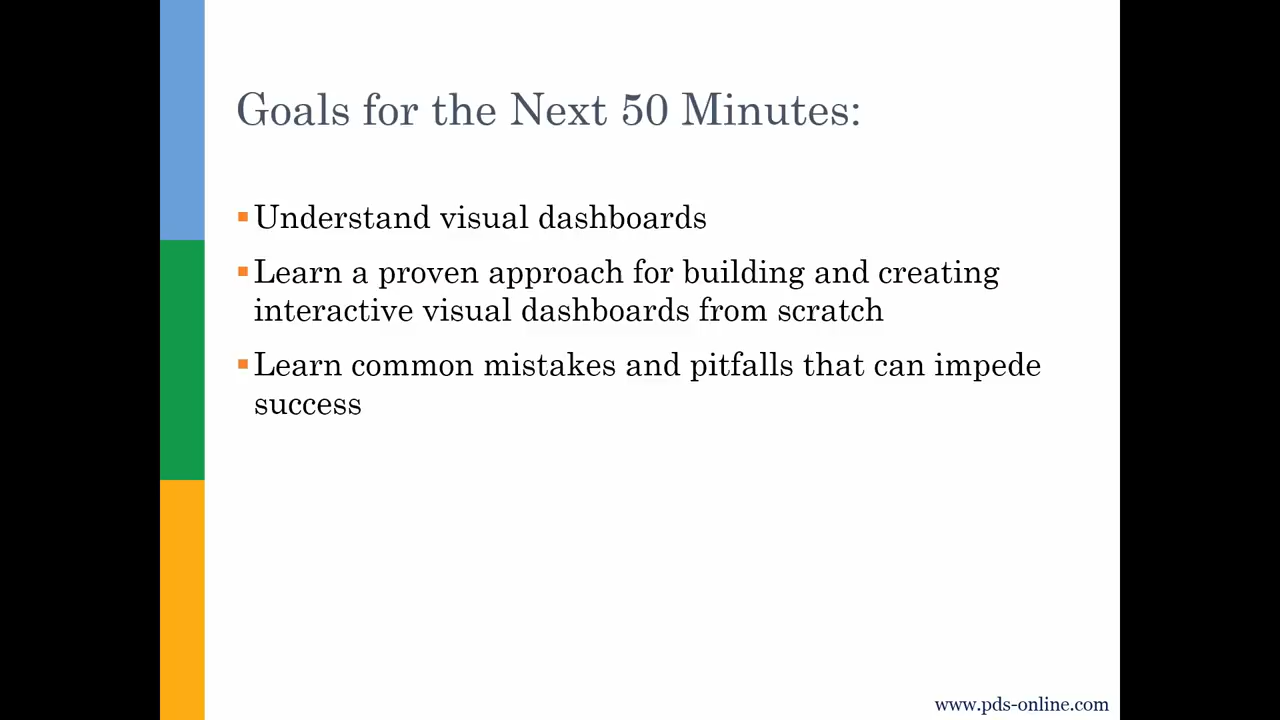 Goals for the Next 50 Minutes:
▪Understand visual dashboards
▪Learn a proven approach for building and creating
interactive visual dashboards from scratch
▪Learn common mistakes and pitfalls that can impede
success
www.pds-online.com